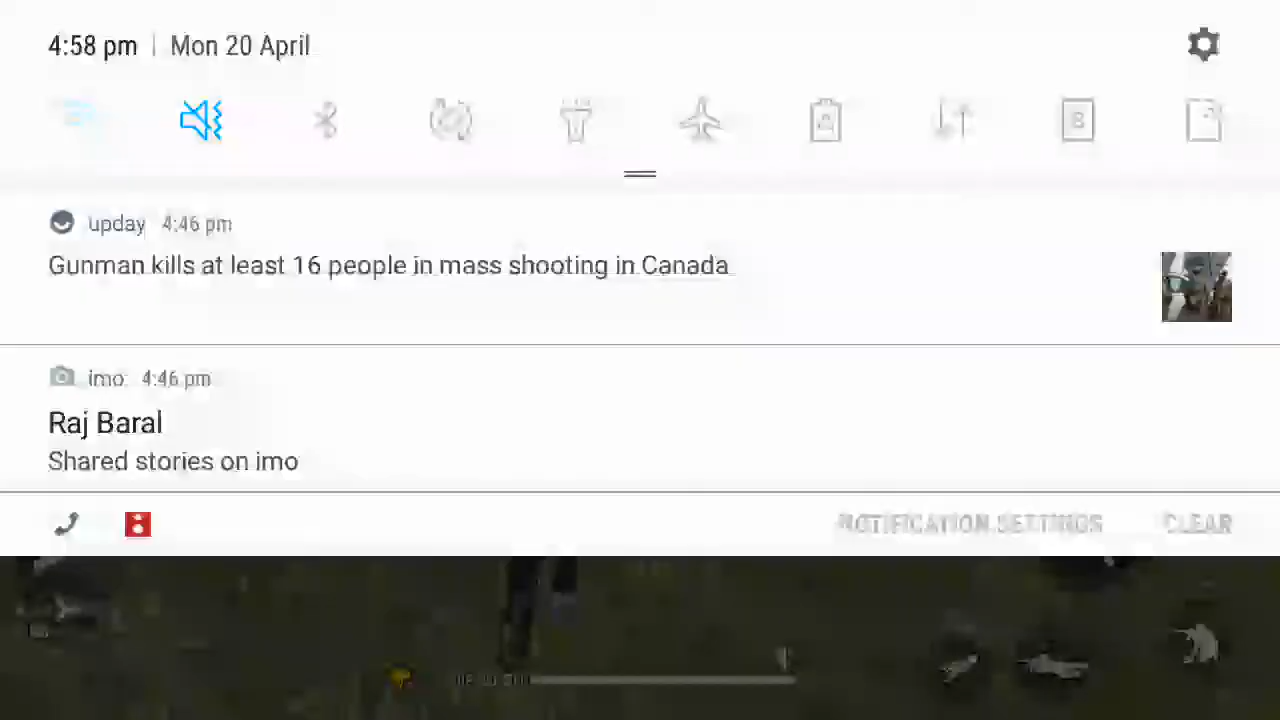 4:58 pm | Mon 20 April
upday 4:46 pm
Gunman kills at least 16 people in mass shooting in Canada
imo 4:46 pm
Raj Baral
Shared stories on imo
NOTIFICATION SETTINGS CLEAR